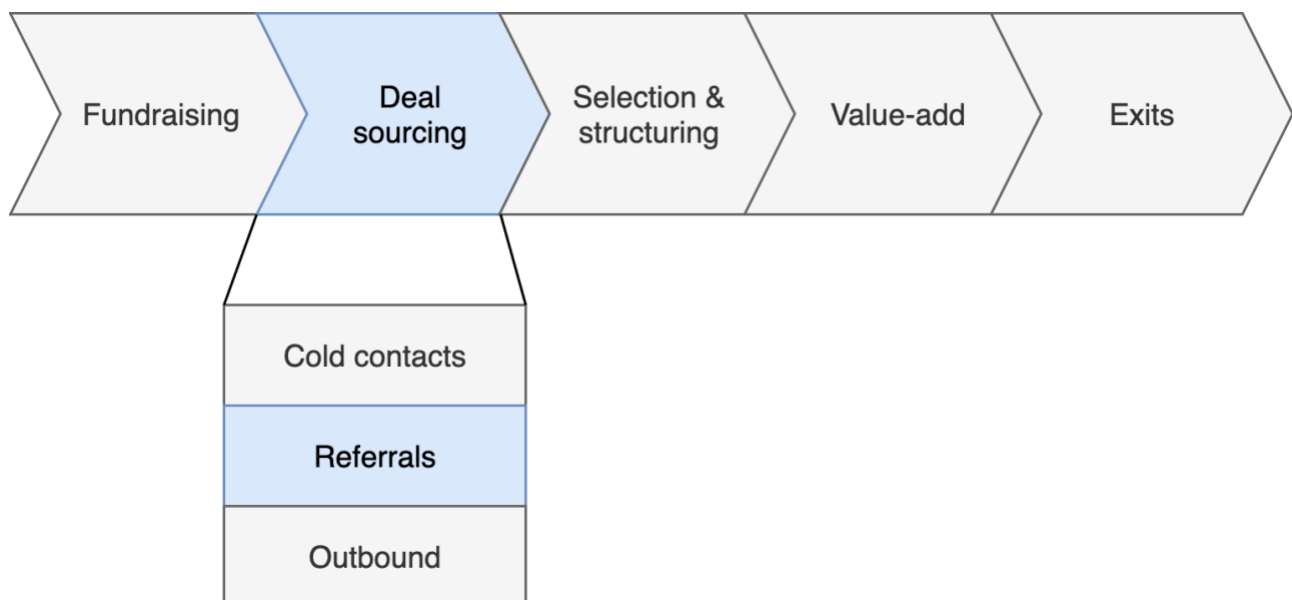 Fundraising
Deal
sourcing
Selection &
structuring
Value-add
Exits
Cold contacts
Referrals
Outbound